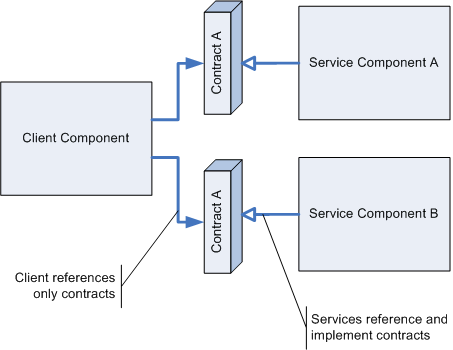 Contract A
Service Component A
Client Component
Contract A
Service Component B
Client references
only contracts
Services reference and
implement contracts